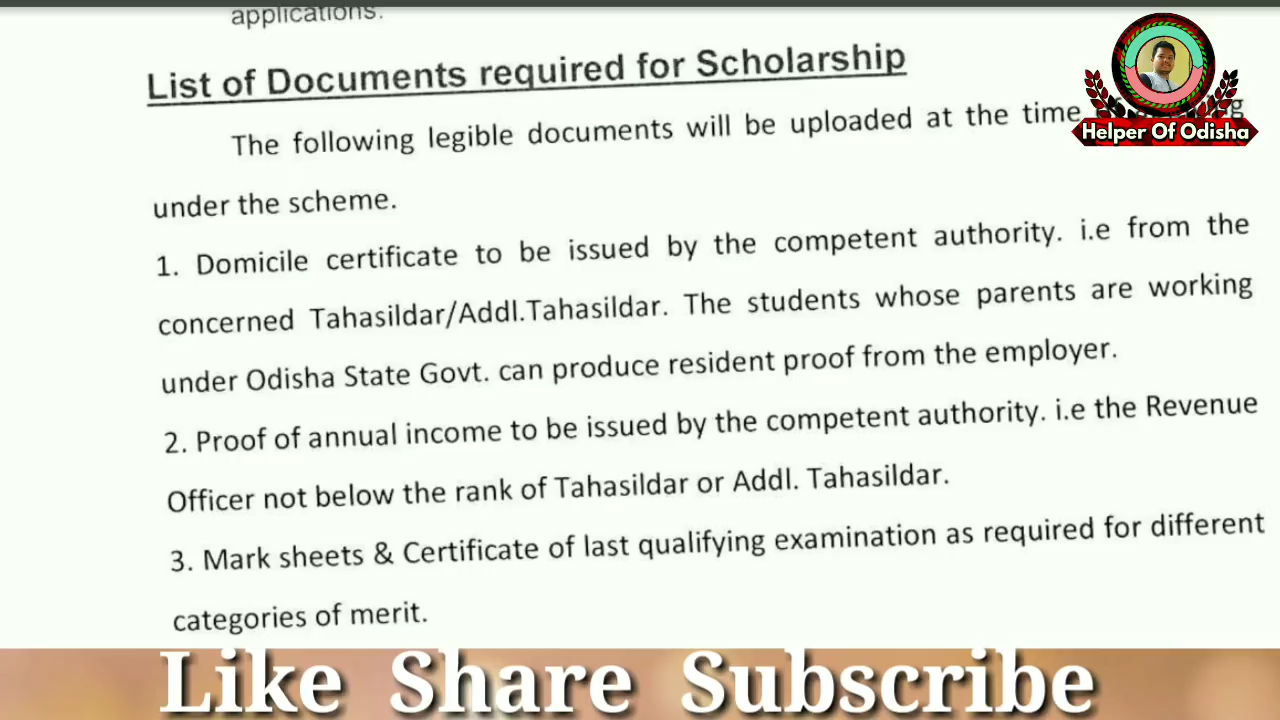 applications.
List of Documents required for Scholarship
The following legible documents will be uploaded at the time
under the scheme.
1. Domicile certificate to be issued by the competent authority. i.e from the
concerned Tahasildar/Addl.Tahasildar. The students whose parents are working
under Odisha State Govt. can produce resident proof from the employer.
2. Proof of annual income to be issued by the competent authority. i.e the Revenue
Officer not below the rank of Tahasildar or Addl. Tahasildar.
3. Mark sheets & Certificate of last qualifying examination as required for different
categories of merit.
Helper Of Odisha
Like Share Subscribe